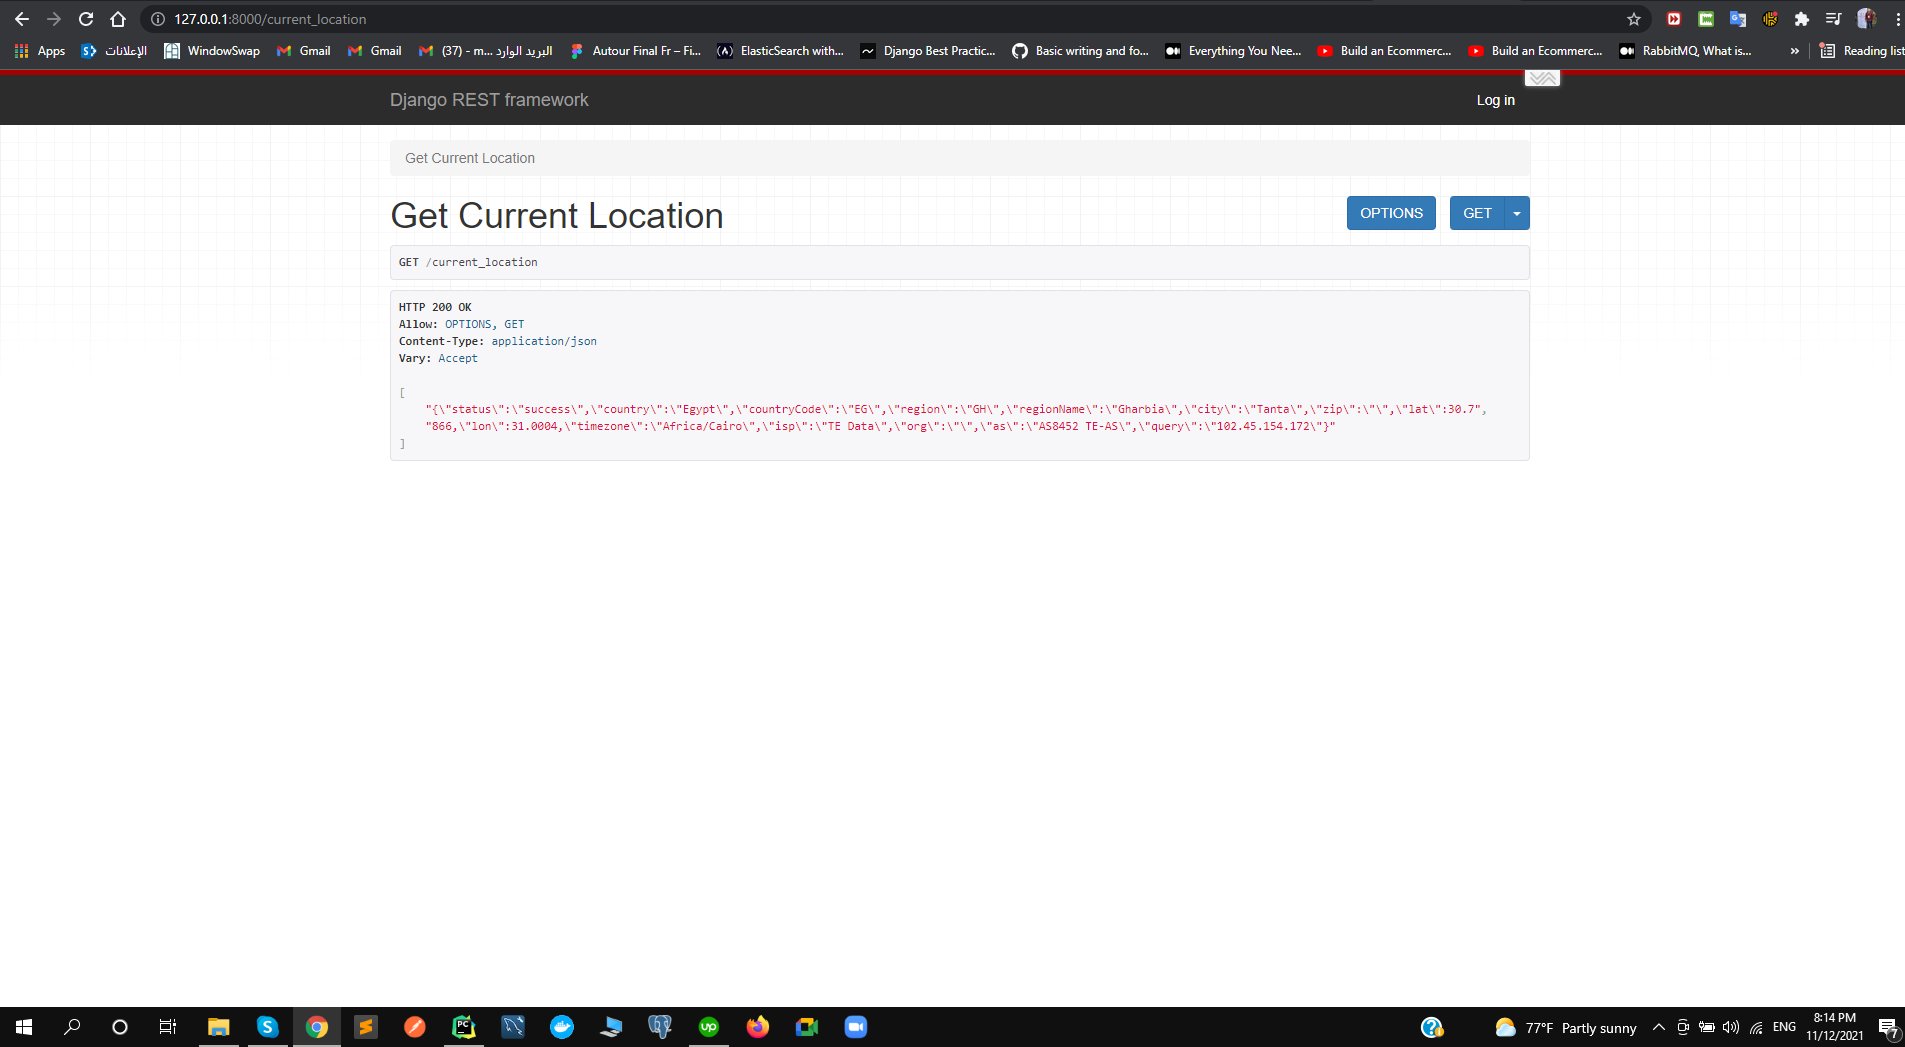 127.0.0.1:8000/current_location
Apps
الإعلانات
WindowSwap
Gmail
Gmail
(37) - m... البريد الوارد
Autour Final Fr – Fi...
ElasticSearch with...
Django Best Practic...
Basic writing and fo...
Everything You Nee...
Build an Ecommerc...
Build an Ecommerc...
RabbitMQ, What is...
»
Reading list
Django REST framework
Log in
Get Current Location
Get Current Location
OPTIONS
GET
GET /current_location
HTTP 200 OK
Allow: OPTIONS, GET
Content-Type: application/json
Vary: Accept
[
"{\"status\":\"success\",\"country\":\"Egypt\",\"countryCode\":\"EG\",\"region\":\"GH\",\"regionName\":\"Gharbia\",\"city\":\"Tanta\",\"zip\":\"\",\"lat\":30.7",
"866,\"lon\":31.0004,\"timezone\":\"Africa/Cairo\",\"isp\":\"TE Data\",\"org\":\"\",\"as\":\"AS8452 TE-AS\",\"query\":\"102.45.154.172\"}"
]
77°F Partly sunny
ENG
8:14 PM
11/12/2021
7